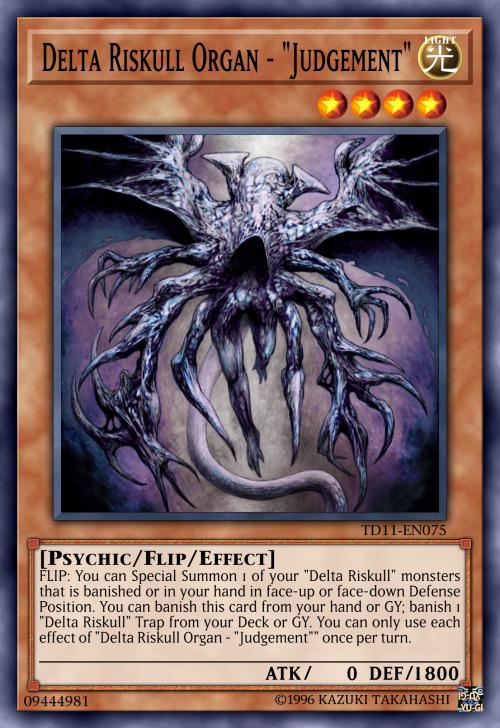 DELTA RISKULL ORGAN - "JUDGEMENT"
LIGHT
光
TD11-EN075
[PSYCHIC/FLIP/EFFECT]
FLIP: You can Special Summon 1 of your "Delta Riskull" monsters
that is banished or in your hand in face-up or face-down Defense
Position. You can banish this card from your hand or GY; banish 1
"Delta Riskull" Trap from your Deck or GY. You can only use each
effect of "Delta Riskull Organ - "Judgement"" once per turn.
ATK/ 0 DEF/1800
09444981
©1996 KAZUKI TAKAHASHI